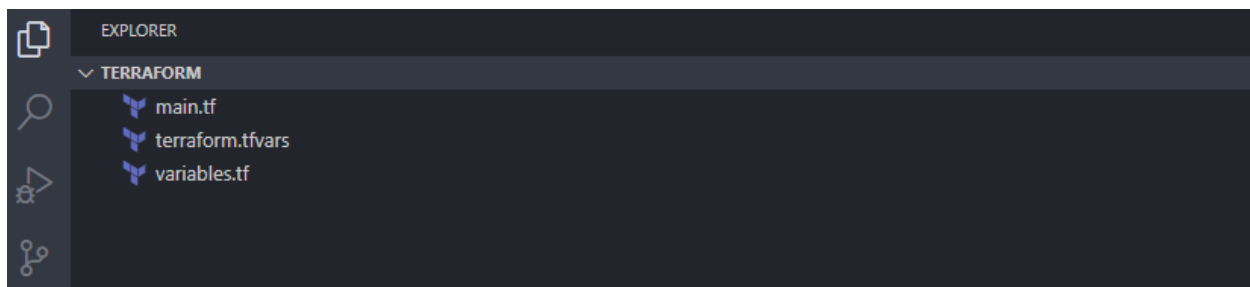 EXPLORER
TERRAFORM
main.tf
terraform.tfvars
variables.tf